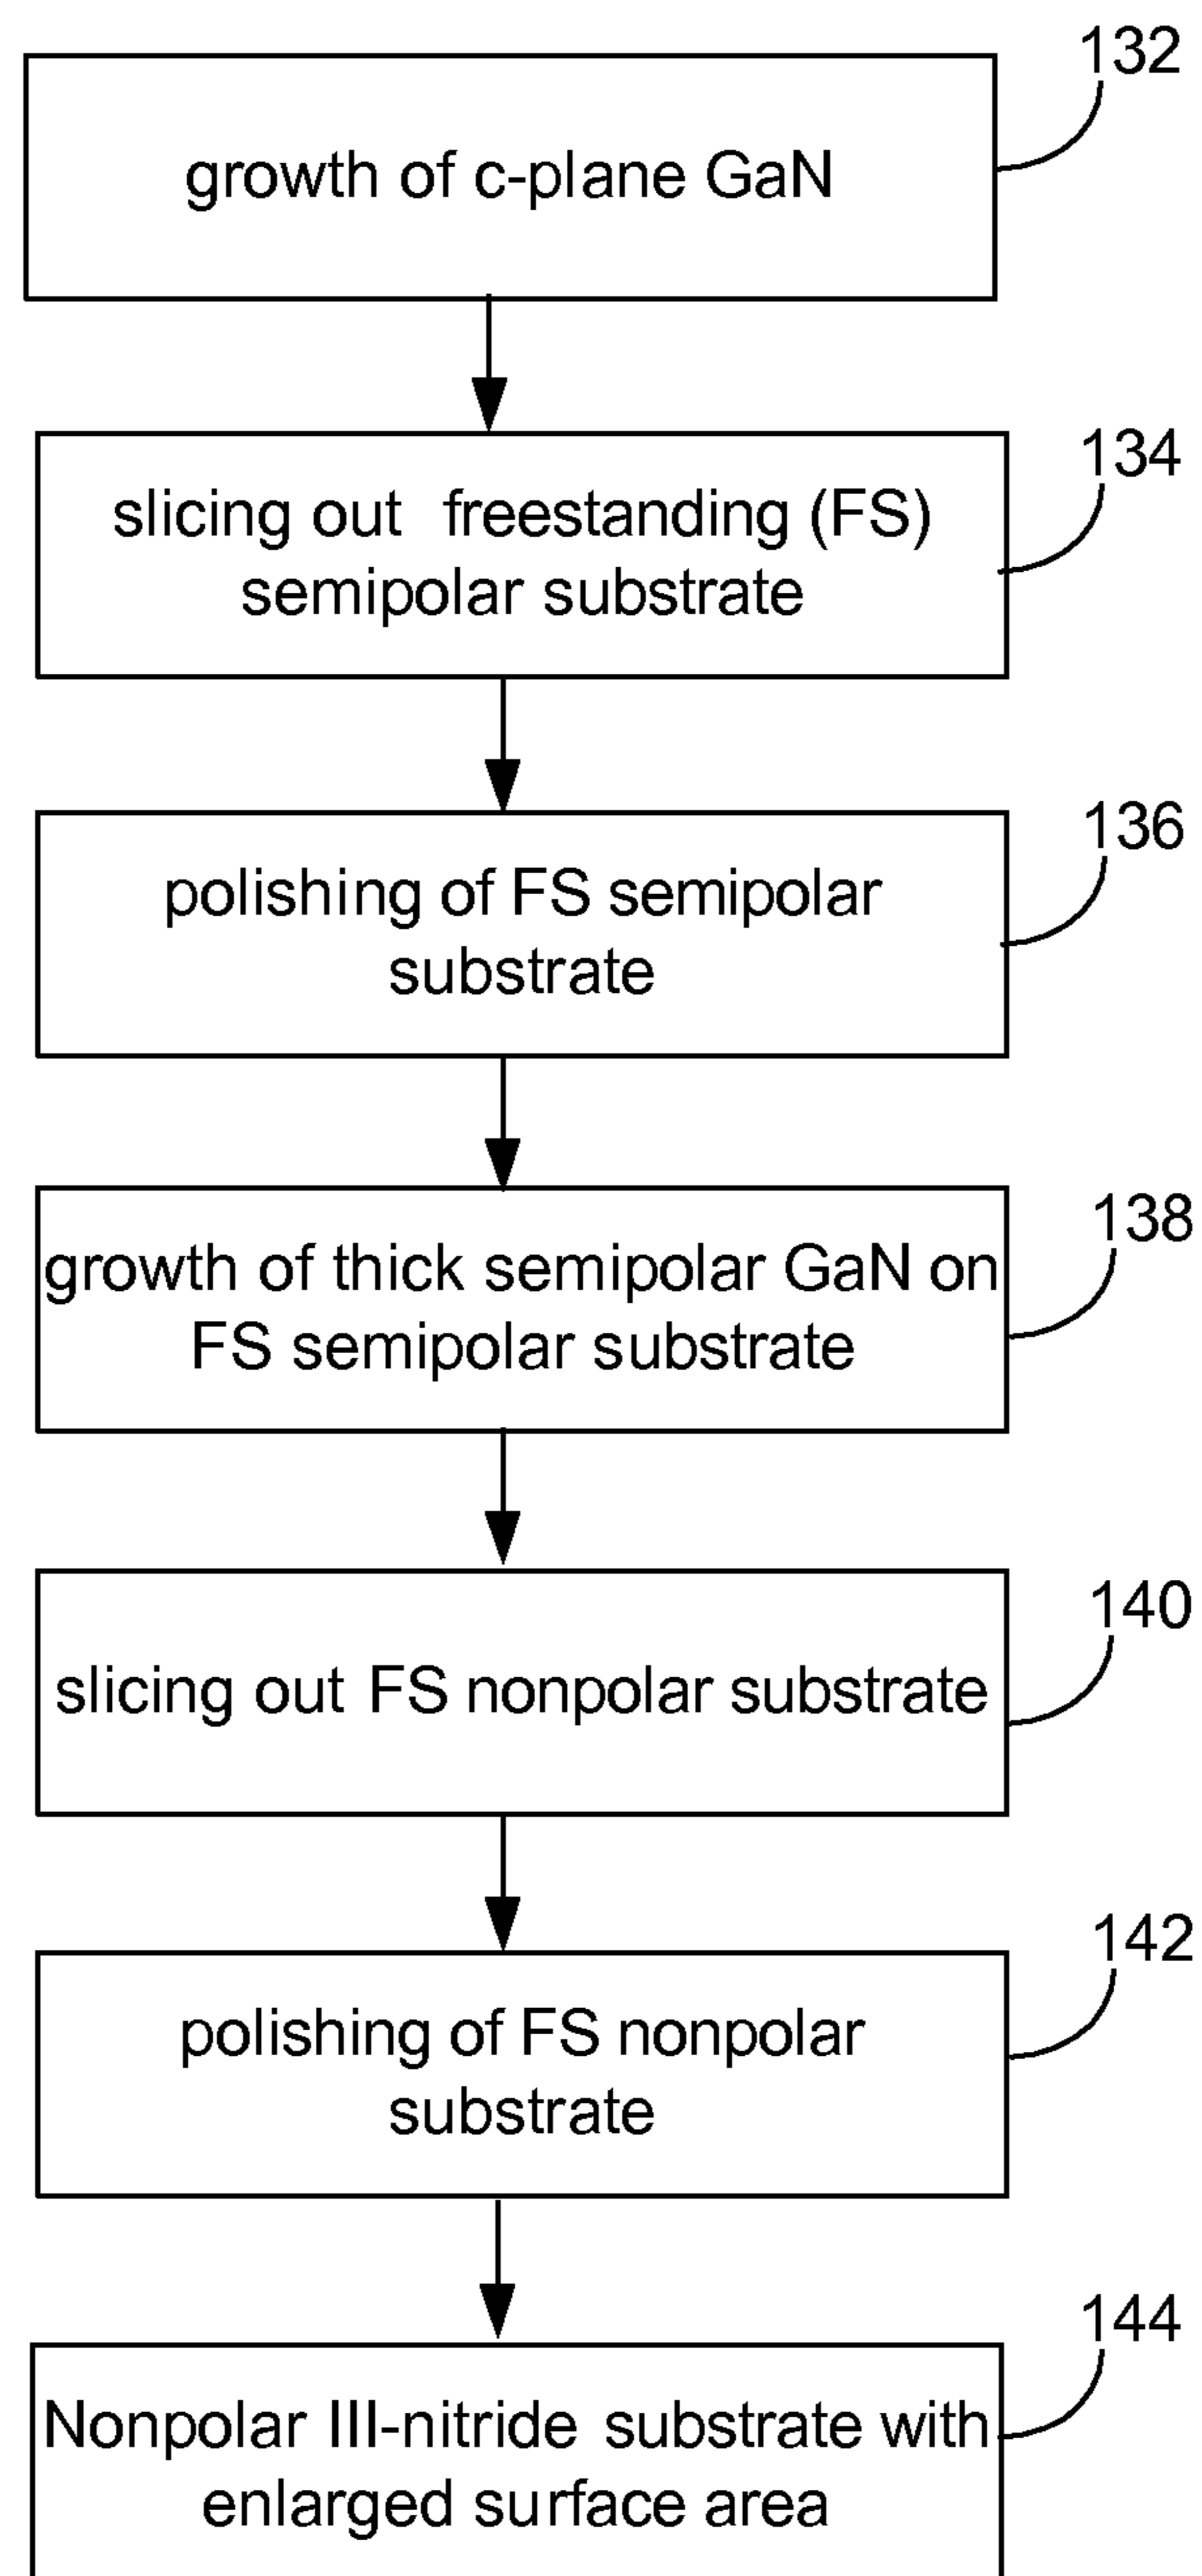 132
growth of c-plane GaN
134
slicing out freestanding (FS)
semipolar substrate
136
polishing of FS semipolar
substrate
138
growth of thick semipolar GaN on
FS semipolar substrate
140
slicing out FS nonpolar substrate
142
polishing of FS nonpolar
substrate
144
Nonpolar III-nitride substrate with
enlarged surface area